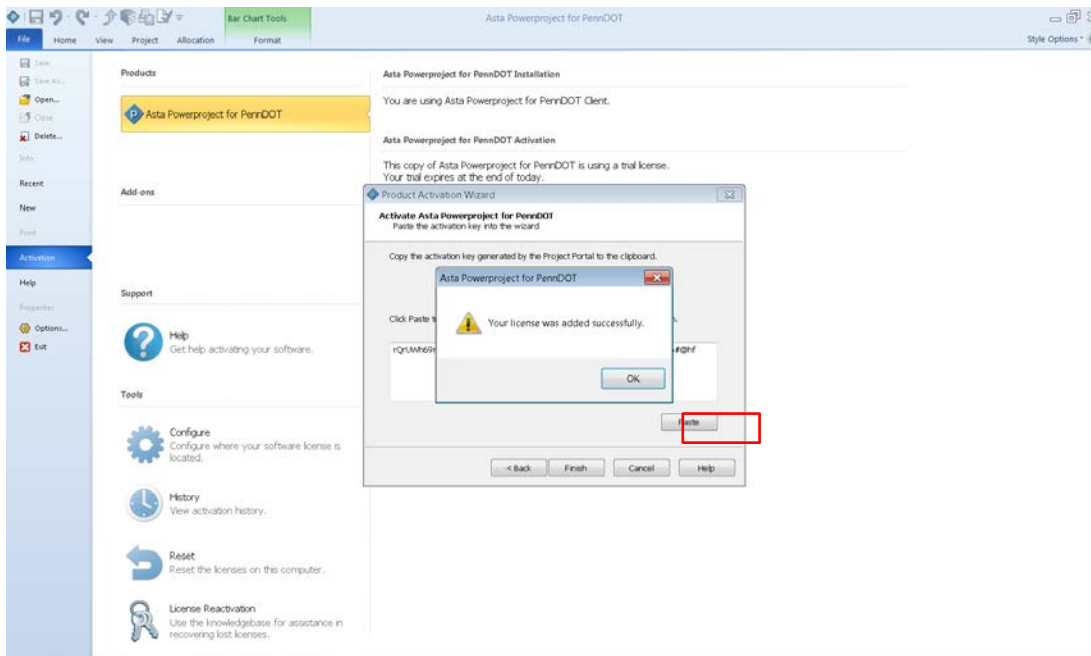 Bar Chart Tools
Asta Powerproject for PennDOT
File Home View Project Allocation Format
Style Options
Save
Save As...
Open...
Close
Delete...
Info
Recent
New
Print
Activation
Help
Properties
Options...
Exit
Products
Asta Powerproject for PennDOT
Add-ons
Support
Help
Get help activating your software.
Tools
Configure
Configure where your software license is
located.
History
View activation history.
Reset
Reset the licenses on this computer.
License Reactivation
Use the knowledgebase for assistance in
recovering lost licenses.
Asta Powerproject for PennDOT Installation
You are using Asta Powerproject for PennDOT Client.
Asta Powerproject for PennDOT Activation
This copy of Asta Powerproject for PennDOT is using a trial license.
Your trial expires at the end of today.
Product Activation Wizard
Activate Asta Powerproject for PennDOT
Paste the activation key into the wizard
Copy the activation key generated by the Project Portal to the clipboard.
Click Paste
Asta Powerproject for PennDOT
Your license was added successfully.
OK
Paste
< Back Finish Cancel Help